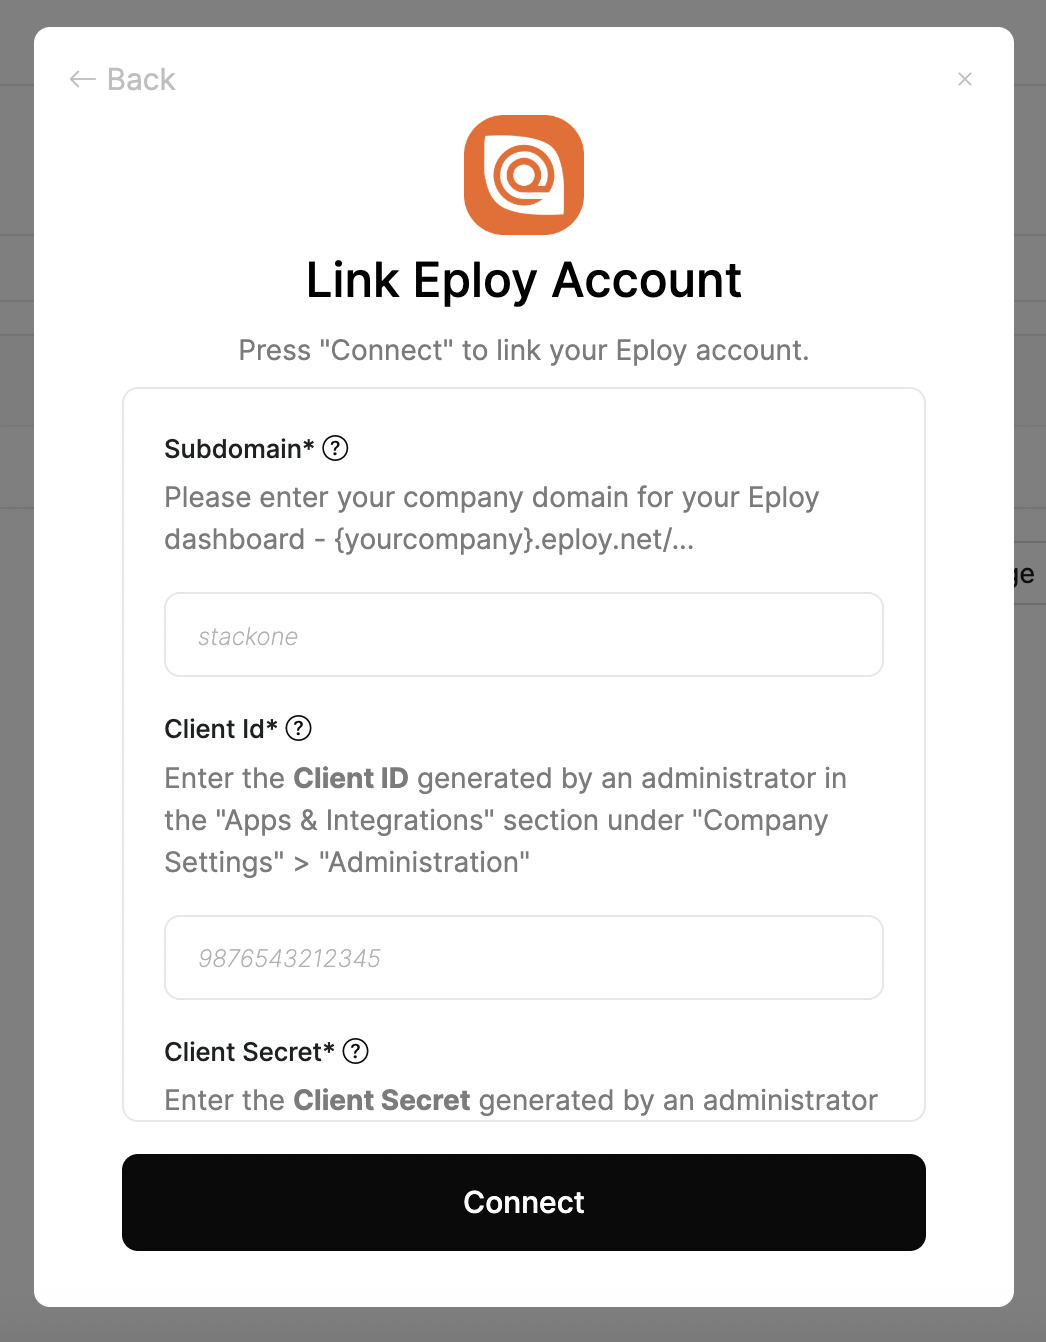 ← Back
×
Link Eploy Account
Press "Connect" to link your Eploy account.
Subdomain* ?
Please enter your company domain for your Eploy
dashboard - {yourcompany}.eploy.net/...
stackone
Client Id* ?
Enter the Client ID generated by an administrator in
the "Apps & Integrations" section under "Company
Settings" > "Administration"
9876543212345
Client Secret* ?
Enter the Client Secret generated by an administrator
Connect